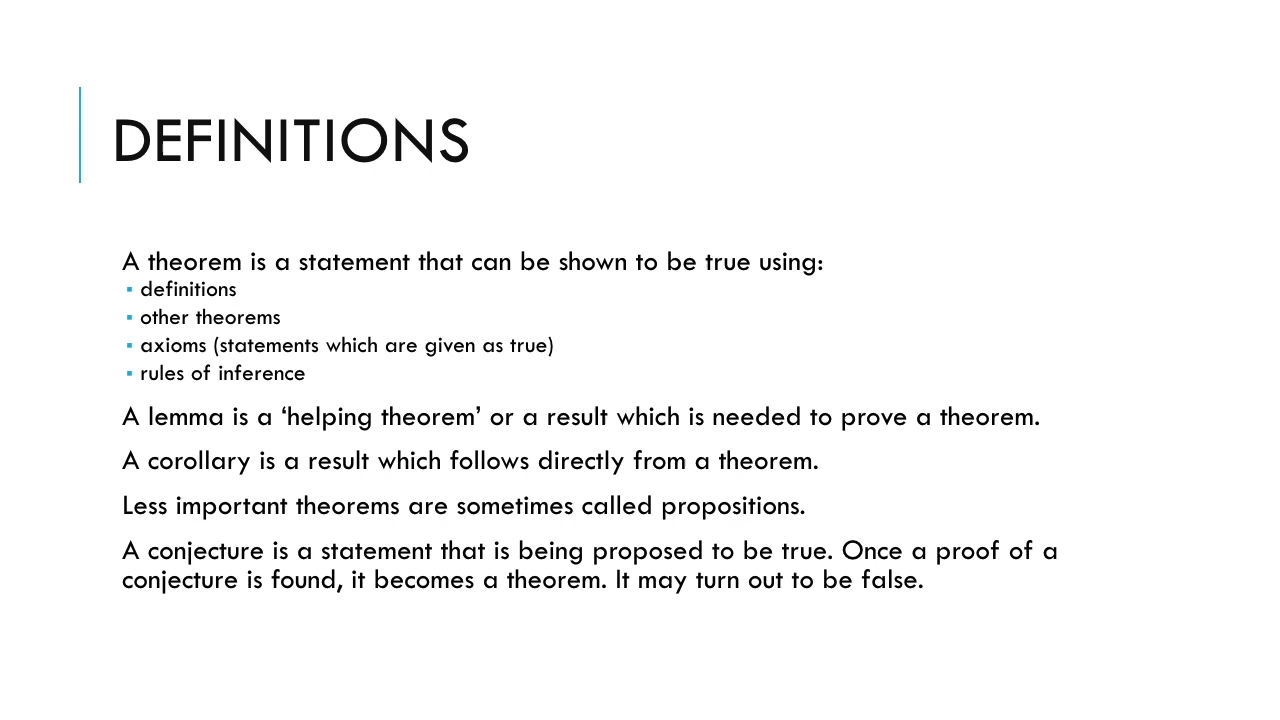 DEFINITIONS
A theorem is a statement that can be shown to be true using:
▪ definitions
▪ other theorems
▪ axioms (statements which are given as true)
▪ rules of inference
A lemma is a ‘helping theorem’ or a result which is needed to prove a theorem.
A corollary is a result which follows directly from a theorem.
Less important theorems are sometimes called propositions.
A conjecture is a statement that is being proposed to be true. Once a proof of a
conjecture is found, it becomes a theorem. It may turn out to be false.